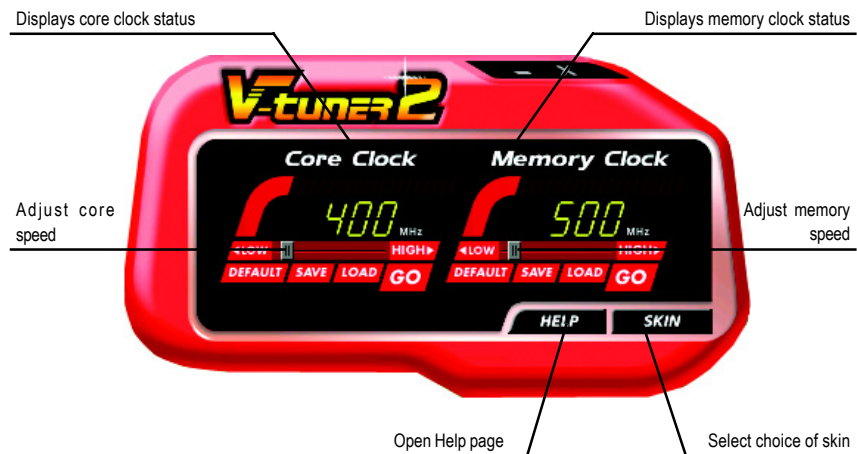 Displays core clock status
Displays memory clock status
V-tuner 2
Core Clock
Memory Clock
Adjust core
speed
400 MHz
500 MHz
Adjust memory
speed
◀LOW HIGH▶
◀LOW HIGH▶
DEFAULT SAVE LOAD GO
DEFAULT SAVE LOAD GO
HELP SKIN
Open Help page
Select choice of skin